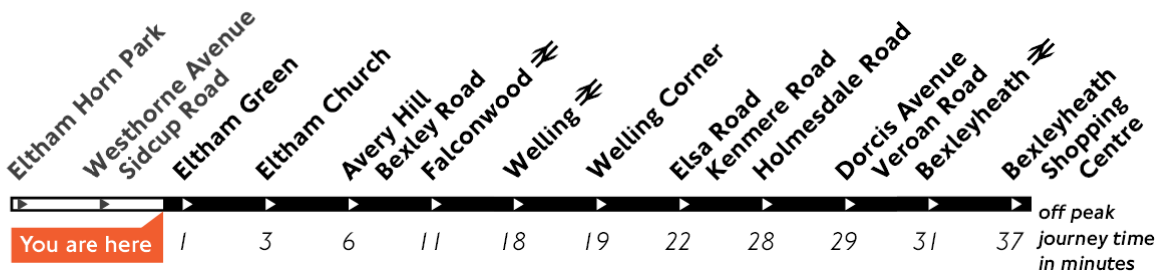 Eltham Horn Park
Westhorne Avenue
Sidcup Road
Eltham Green
Eltham Church
Avery Hill
Bexley Road
Falconwood
Welling
Welling Corner
Elsa Road
Kenmere Road
Holmesdale Road
Dorcis Avenue
Veroan Road
Bexleyheath
Bexleyheath
Shopping
Centre
You are here
1 3 6 11 18 19 22 28 29 31 37
off peak
journey time
in minutes